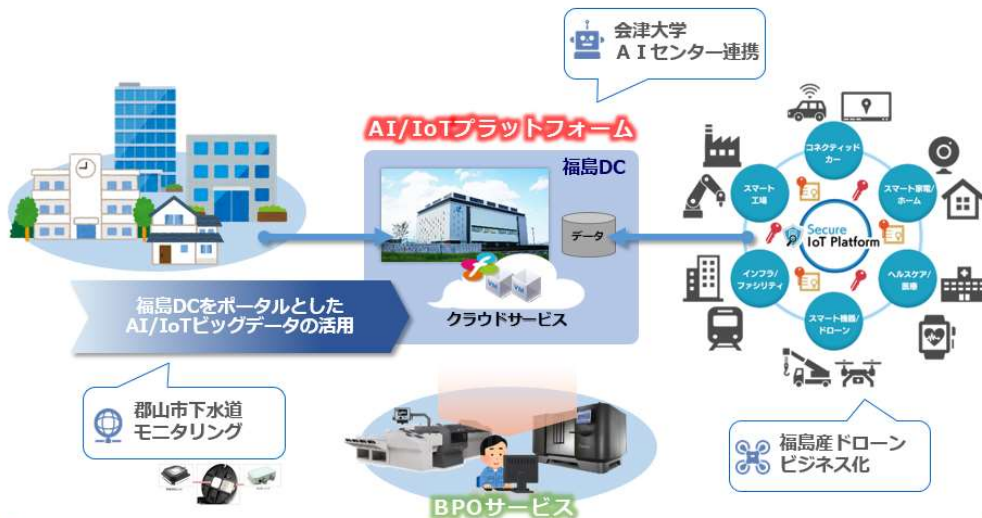 会津大学
ＡＩセンター連携
AI/IoTプラットフォーム
福島DC
データ
クラウドサービス
VM
VM
福島DCをポータルとした
AI/IoTビッグデータの活用
郡山市下水道
モニタリング
BPOサービス
コネクティッド
カー
スマート
工場
スマート家電/
ホーム
Secure
IoT Platform
インフラ/
ファシリティ
ヘルスケア/
医療
スマート機器/
ドローン
福島産ドローン
ビジネス化